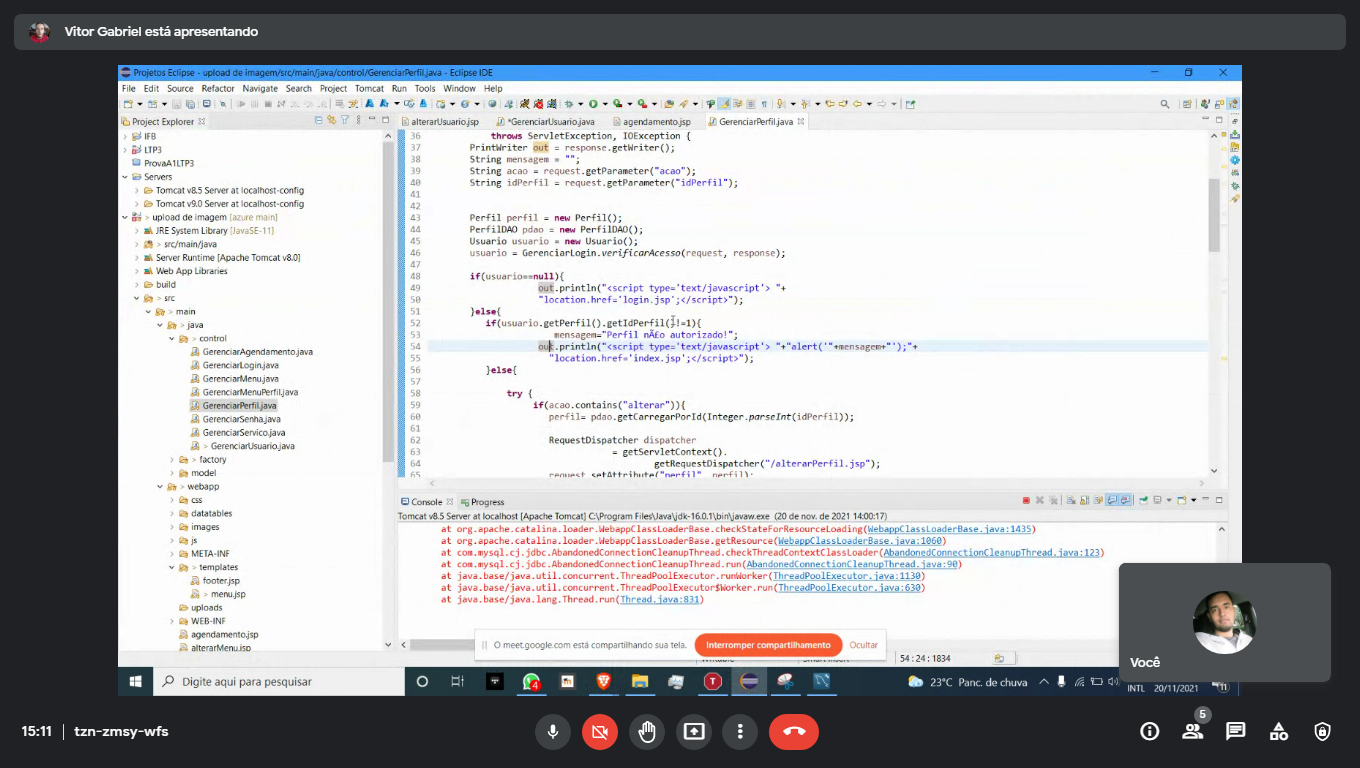 Vitor Gabriel está apresentando
Projetos Eclipse - upload de imagem/src/main/java/control/GerenciarPerfil.java - Eclipse IDE
File Edit Source Refactor Navigate Search Project Tomcat Run Tools Window Help
Project Explorer
alterarUsuario.jsp *GerenciarUsuario.java agendamento.jsp GerenciarPerfil.java
IFB
LTP3
ProvaA1LTP3
Servers
Tomcat v8.5 Server at localhost-config
Tomcat v9.0 Server at localhost-config
> upload de imagem [azure main]
JRE System Library [JavaSE-11]
> src/main/java
Server Runtime [Apache Tomcat v8.0]
Web App Libraries
build
> src
> main
> java
> control
GerenciarAgendamento.java
GerenciarLogin.java
GerenciarMenu.java
GerenciarMenuPerfil.java
GerenciarPerfil.java
GerenciarSenha.java
GerenciarServico.java
> GerenciarUsuario.java
> factory
model
> webapp
css
datatables
images
js
META-INF
> templates
footer.jsp
> menu.jsp
uploads
WEB-INF
agendamento.jsp
alterarMenu.jsp
36 throws ServletException, IOException {
37 PrintWriter out = response.getWriter();
38 String mensagem = "";
39 String acao = request.getParameter("acao");
40 String idPerfil = request.getParameter("idPerfil");
41
42
43 Perfil perfil = new Perfil();
44 PerfilDAO pdao = new PerfilDAO();
45 Usuario usuario = new Usuario();
46 usuario = GerenciarLogin.verificarAcesso(request, response);
47
48 if(usuario==null){
49 out.println("<script type='text/javascript'> "+
50 "location.href='login.jsp';</script>");
51 }else{
52 if(usuario.getPerfil().getIdPerfil()!=1){
53 mensagem="Perfil nÃ£o autorizado!";
54 out.println("<script type='text/javascript'> "+"alert('"+mensagem+"');"+
55 "location.href='index.jsp';</script>");
56 }else{
57
58 try {
59 if(acao.contains("alterar")){
60 perfil= pdao.getCarregarPorId(Integer.parseInt(idPerfil));
61
62 RequestDispatcher dispatcher
63 = getServletContext().
64 getRequestDispatcher("/alterarPerfil.jsp");
65 request.setAttribute("perfil", perfil);
Console Progress
Tomcat v8.5 Server at localhost [Apache Tomcat] C:\Program Files\Java\jdk-16.0.1\bin\javaw.exe (20 de nov. de 2021 14:00:17)
at org.apache.catalina.loader.WebappClassLoaderBase.checkStateForResourceLoading(WebappClassLoaderBase.java:1435)
at org.apache.catalina.loader.WebappClassLoaderBase.getResource(WebappClassLoaderBase.java:1060)
at com.mysql.cj.jdbc.AbandonedConnectionCleanupThread.checkThreadContextClassLoader(AbandonedConnectionCleanupThread.java:123)
at com.mysql.cj.jdbc.AbandonedConnectionCleanupThread.run(AbandonedConnectionCleanupThread.java:90)
at java.base/java.util.concurrent.ThreadPoolExecutor.runWorker(ThreadPoolExecutor.java:1130)
at java.base/java.util.concurrent.ThreadPoolExecutor$Worker.run(ThreadPoolExecutor.java:630)
at java.base/java.lang.Thread.run(Thread.java:831)
O meet.google.com está compartilhando sua tela. Interromper compartilhamento Ocultar
Writable Smart Insert 54 : 24 : 1834
Você
Digite aqui para pesquisar
4
23°C Panc. de chuva
INTL 20/11/2021 11
15:11 tzn-zmsy-wfs
5